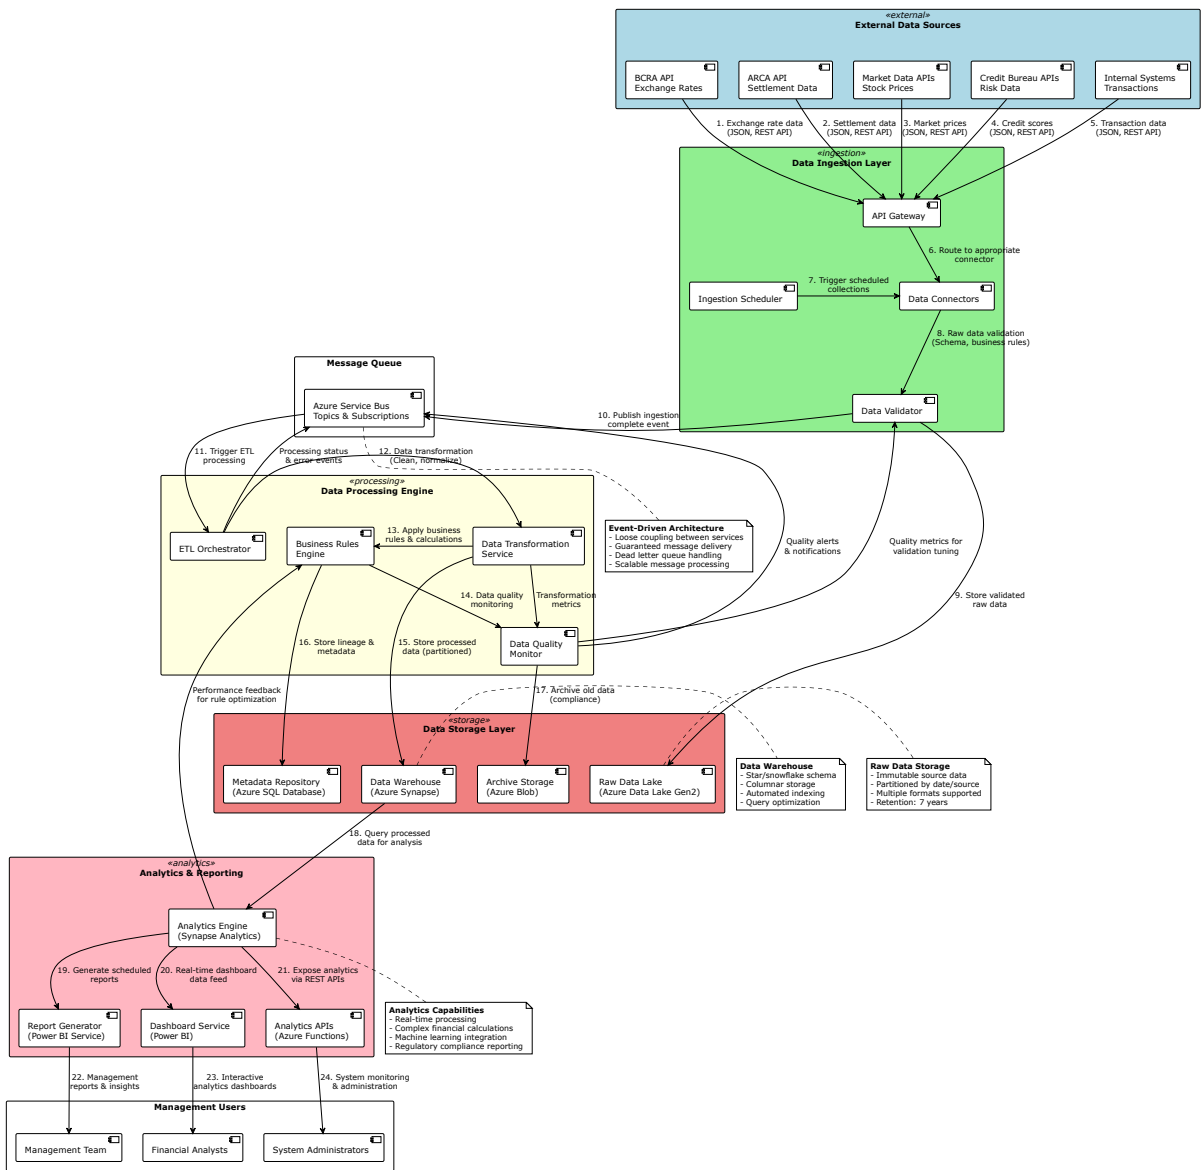 «external»
External Data Sources
BCRA API
Exchange Rates
ARCA API
Settlement Data
Market Data APIs
Stock Prices
Credit Bureau APIs
Risk Data
Internal Systems
Transactions
1. Exchange rate data
(JSON, REST API)
2. Settlement data
(JSON, REST API)
3. Market prices
(JSON, REST API)
4. Credit scores
(JSON, REST API)
5. Transaction data
(JSON, REST API)
«ingestion»
Data Ingestion Layer
API Gateway
6. Route to appropriate
connector
Ingestion Scheduler
7. Trigger scheduled
collections
Data Connectors
8. Raw data validation
(Schema, business rules)
Data Validator
Message Queue
Azure Service Bus
Topics & Subscriptions
10. Publish ingestion
complete event
11. Trigger ETL
processing
Processing status
& error events
12. Data transformation
(Clean, normalize)
«processing»
Data Processing Engine
ETL Orchestrator
Business Rules
Engine
13. Apply business
rules & calculations
Data Transformation
Service
Event-Driven Architecture
- Loose coupling between services
- Guaranteed message delivery
- Dead letter queue handling
- Scalable message processing
Quality alerts
& notifications
Quality metrics for
validation tuning
14. Data quality
monitoring
Transformation
metrics
9. Store validated
raw data
16. Store lineage &
metadata
15. Store processed
data (partitioned)
Data Quality
Monitor
Performance feedback
for rule optimization
17. Archive old data
(compliance)
«storage»
Data Storage Layer
Metadata Repository
(Azure SQL Database)
Data Warehouse
(Azure Synapse)
Archive Storage
(Azure Blob)
Raw Data Lake
(Azure Data Lake Gen2)
Data Warehouse
- Star/snowflake schema
- Columnar storage
- Automated indexing
- Query optimization
Raw Data Storage
- Immutable source data
- Partitioned by date/source
- Multiple formats supported
- Retention: 7 years
18. Query processed
data for analysis
«analytics»
Analytics & Reporting
Analytics Engine
(Synapse Analytics)
19. Generate scheduled
reports
20. Real-time dashboard
data feed
21. Expose analytics
via REST APIs
Report Generator
(Power BI Service)
Dashboard Service
(Power BI)
Analytics APIs
(Azure Functions)
Analytics Capabilities
- Real-time processing
- Complex financial calculations
- Machine learning integration
- Regulatory compliance reporting
22. Management
reports & insights
23. Interactive
analytics dashboards
24. System monitoring
& administration
Management Users
Management Team
Financial Analysts
System Administrators